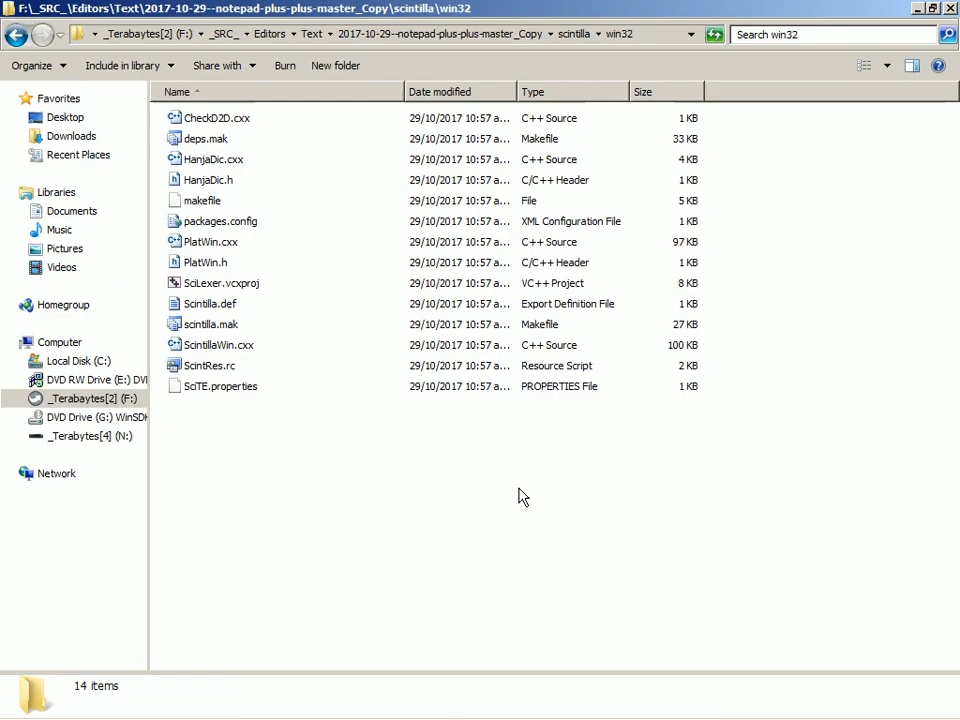 F:\_SRC_\Editors\Text\2017-10-29--notepad-plus-plus-master_Copy\scintilla\win32
_Terabaytes[2] (F:) _SRC_ Editors Text 2017-10-29--notepad-plus-plus-master_Copy scintilla win32 Search win32
Organize Include in library Share with Burn New folder
Name Date modified Type Size
Favorites
Desktop
Downloads
Recent Places
Libraries
Documents
Music
Pictures
Videos
Homegroup
Computer
Local Disk (C:)
DVD RW Drive (E:) DVI
_Terabaytes[2] (F:)
DVD Drive (G:) WinSDK
_Terabytes[4] (N:)
Network
CheckD2D.cxx 29/10/2017 10:57 a... C++ Source 1 KB
deps.mak 29/10/2017 10:57 a... Makefile 33 KB
HanjaDic.cxx 29/10/2017 10:57 a... C++ Source 4 KB
HanjaDic.h 29/10/2017 10:57 a... C/C++ Header 1 KB
makefile 29/10/2017 10:57 a... File 5 KB
packages.config 29/10/2017 10:57 a... XML Configuration File 1 KB
PlatWin.cxx 29/10/2017 10:57 a... C++ Source 97 KB
PlatWin.h 29/10/2017 10:57 a... C/C++ Header 1 KB
SciLexer.vcxproj 29/10/2017 10:57 a... VC++ Project 8 KB
Scintilla.def 29/10/2017 10:57 a... Export Definition File 1 KB
scintilla.mak 29/10/2017 10:57 a... Makefile 27 KB
ScintillaWin.cxx 29/10/2017 10:57 a... C++ Source 100 KB
ScintRes.rc 29/10/2017 10:57 a... Resource Script 2 KB
SciTE.properties 29/10/2017 10:57 a... PROPERTIES File 1 KB
14 items